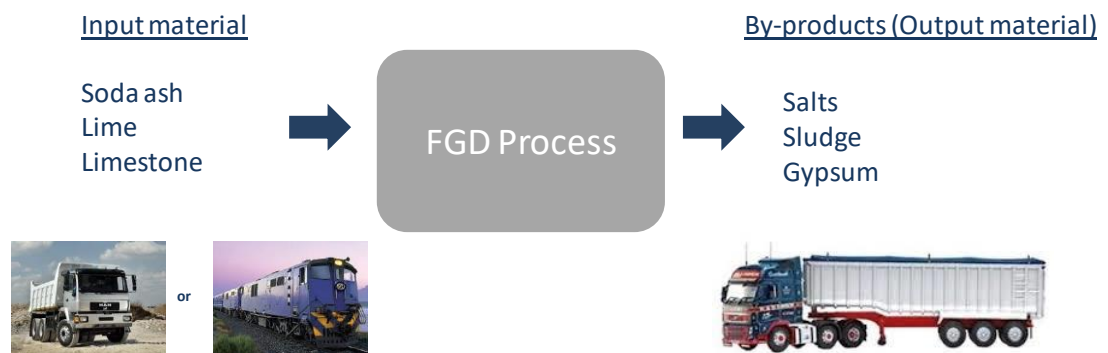 Input material
By-products (Output material)
Soda ash
Lime
Limestone
FGD Process
Salts
Sludge
Gypsum
or